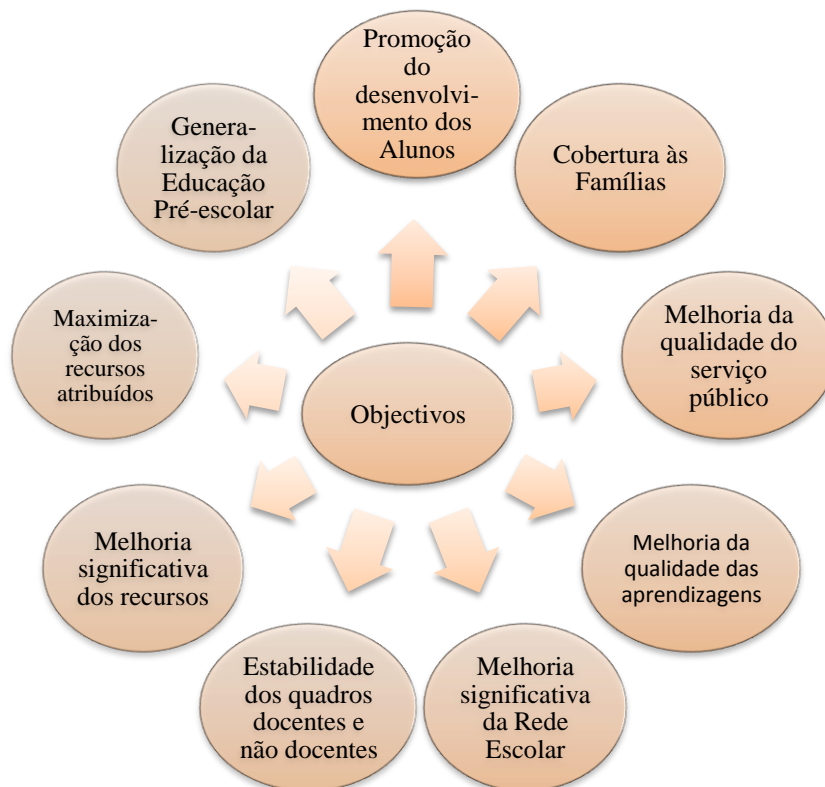 Promoção
do
desenvolvi-
mento dos
Alunos
Cobertura às
Famílias
Melhoria da
qualidade do
serviço
público
Melhoria da
qualidade das
aprendizagens
Melhoria
significativa
da Rede
Escolar
Estabilidade
dos quadros
docentes e
não docentes
Melhoria
significativa
dos recursos
Maximiza-
ção dos
recursos
atribuídos
Genera-
lização da
Educação
Pré-escolar
Objectivos